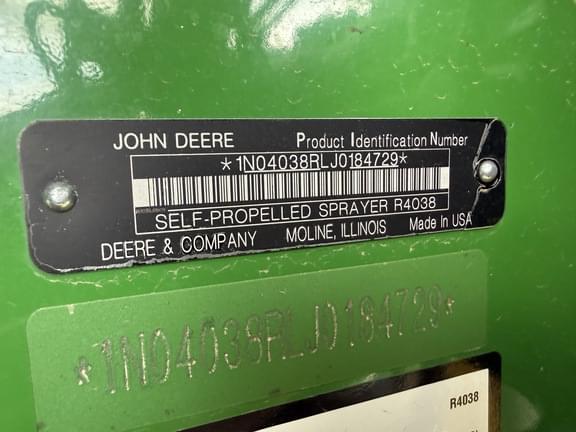 JOHN DEERE Product Identification Number
*1N04038RLJ0184729*
SELF-PROPELLED SPRAYER R4038
DEERE & COMPANY MOLINE, ILLINOIS Made In USA
*1N04038RLJ0184729*
R4038